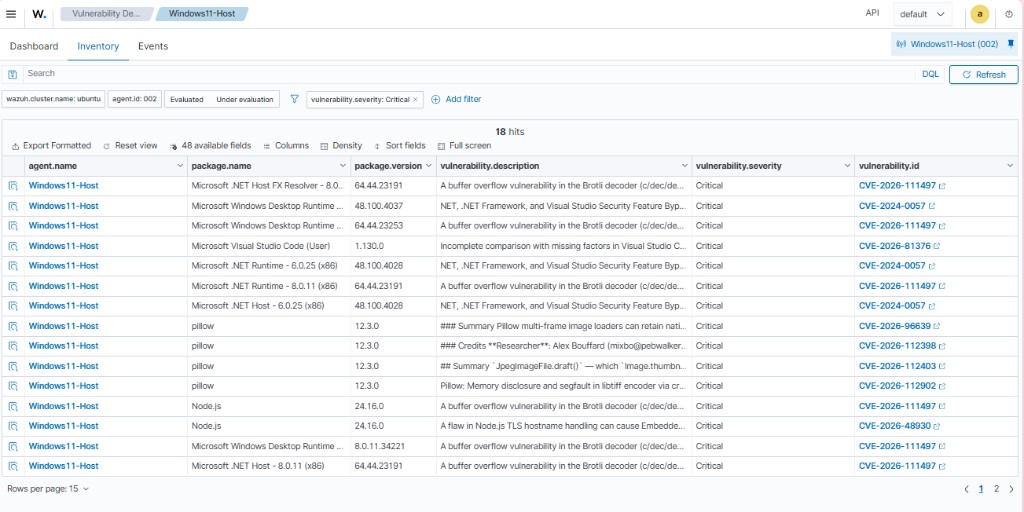 W. Vulnerability De... Windows11-Host API default a
Dashboard Inventory Events Windows11-Host (002)
Search DQL Refresh
wazuh.cluster.name: ubuntu agent.id: 002 Evaluated Under evaluation vulnerability.severity: Critical × Add filter
18 hits
Export Formatted Reset view 48 available fields Columns Density Sort fields Full screen
agent.name package.name package.version vulnerability.description vulnerability.severity vulnerability.id
Windows11-Host Microsoft .NET Host FX Resolver - 8.0... 64.44.23191 A buffer overflow vulnerability in the Brotli decoder (c/dec/de... Critical CVE-2026-111497
Windows11-Host Microsoft Windows Desktop Runtime ... 48.100.4037 NET, .NET Framework, and Visual Studio Security Feature Byp... Critical CVE-2024-0057
Windows11-Host Microsoft Windows Desktop Runtime ... 64.44.23253 A buffer overflow vulnerability in the Brotli decoder (c/dec/de... Critical CVE-2026-111497
Windows11-Host Microsoft Visual Studio Code (User) 1.130.0 Incomplete comparison with missing factors in Visual Studio C... Critical CVE-2026-81376
Windows11-Host Microsoft .NET Runtime - 6.0.25 (x86) 48.100.4028 NET, .NET Framework, and Visual Studio Security Feature Byp... Critical CVE-2024-0057
Windows11-Host Microsoft .NET Runtime - 8.0.11 (x86) 64.44.23191 A buffer overflow vulnerability in the Brotli decoder (c/dec/de... Critical CVE-2026-111497
Windows11-Host Microsoft .NET Host - 6.0.25 (x86) 48.100.4028 NET, .NET Framework, and Visual Studio Security Feature Byp... Critical CVE-2024-0057
Windows11-Host pillow 12.3.0 ### Summary Pillow multi-frame image loaders can retain nati... Critical CVE-2026-96639
Windows11-Host pillow 12.3.0 ### Credits **Researcher**: Alex Bouffard (mixbo@pebwalker... Critical CVE-2026-112398
Windows11-Host pillow 12.3.0 ## Summary `JpegImageFile.draft()` — which `Image.thumbn... Critical CVE-2026-112403
Windows11-Host pillow 12.3.0 Pillow: Memory disclosure and segfault in libtiff encoder via cr... Critical CVE-2026-112902
Windows11-Host Node.js 24.16.0 A buffer overflow vulnerability in the Brotli decoder (c/dec/de... Critical CVE-2026-111497
Windows11-Host Node.js 24.16.0 A flaw in Node.js TLS hostname handling can cause Embedde... Critical CVE-2026-48930
Windows11-Host Microsoft Windows Desktop Runtime ... 8.0.11.34221 A buffer overflow vulnerability in the Brotli decoder (c/dec/de... Critical CVE-2026-111497
Windows11-Host Microsoft .NET Host - 8.0.11 (x86) 64.44.23191 A buffer overflow vulnerability in the Brotli decoder (c/dec/de... Critical CVE-2026-111497
Rows per page: 15 1 2